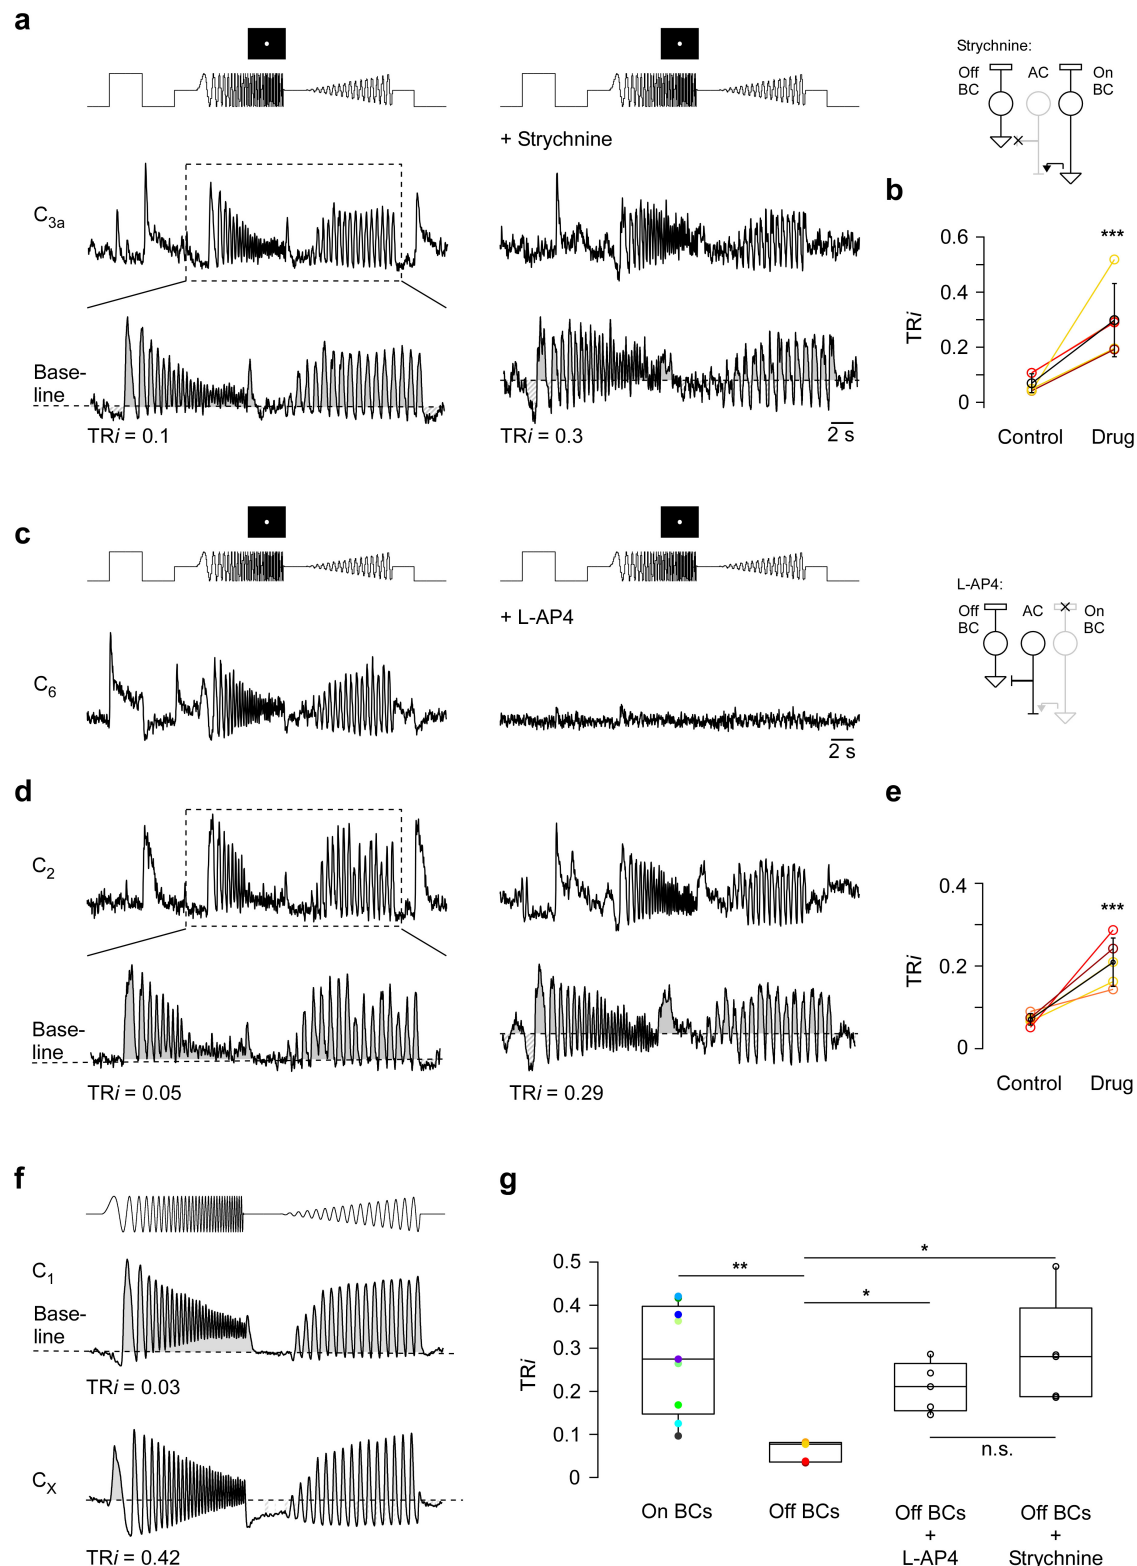 a
+ Strychnine
C3a
Base-
line
TRi = 0.1
TRi = 0.3
2 s
Strychnine:
Off
BC
AC
On
BC
b
0.6
0.4
0.2
0
TRi
***
Control
Drug
c
+ L-AP4
C6
2 s
L-AP4:
Off
BC
AC
On
BC
d
C2
Base-
line
TRi = 0.05
TRi = 0.29
e
0.4
0.2
0
TRi
***
Control
Drug
f
C1
Base-
line
TRi = 0.03
CX
TRi = 0.42
g
0.5
0.4
0.3
0.2
0.1
0
TRi
**
*
*
n.s.
On BCs
Off BCs
Off BCs
+
L-AP4
Off BCs
+
Strychnine